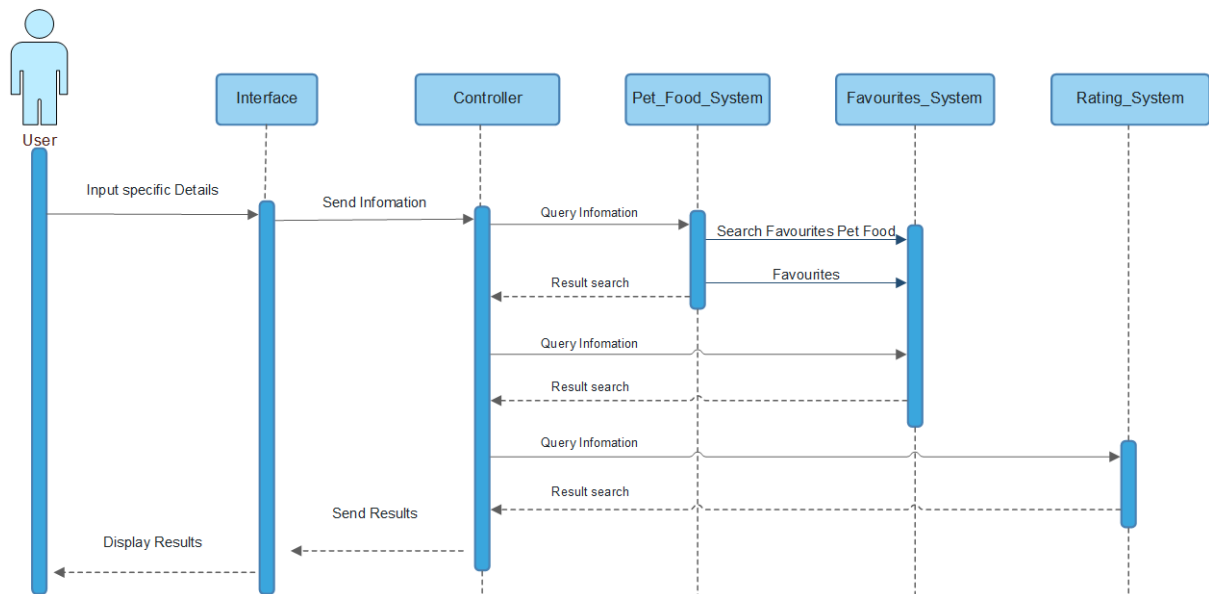 User
Interface
Controller
Pet_Food_System
Favourites_System
Rating_System
Input specific Details
Send Infomation
Query Infomation
Search Favourites Pet Food
Favourites
Result search
Query Infomation
Result search
Query Infomation
Result search
Send Results
Display Results